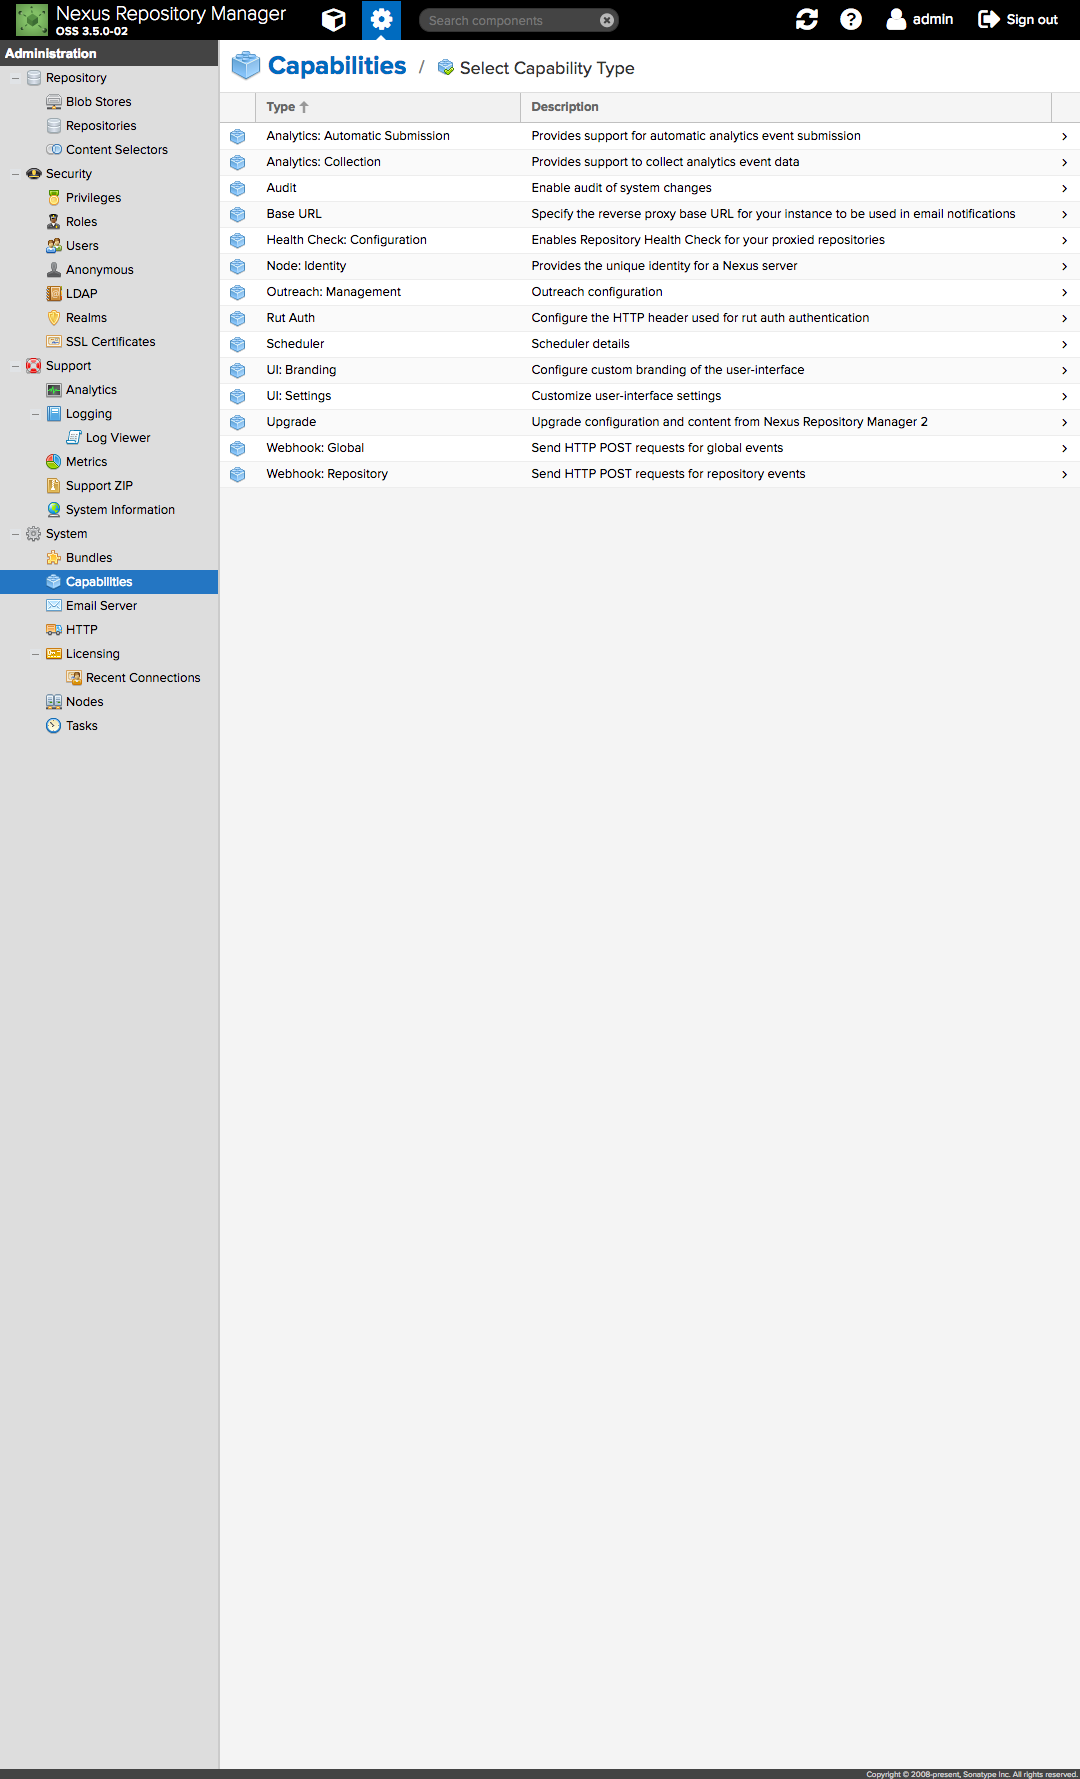 Nexus Repository Manager
OSS 3.5.0-02
Search components
admin
Sign out
Administration
Repository
Blob Stores
Repositories
Content Selectors
Security
Privileges
Roles
Users
Anonymous
LDAP
Realms
SSL Certificates
Support
Analytics
Logging
Log Viewer
Metrics
Support ZIP
System Information
System
Bundles
Capabilities
Email Server
HTTP
Licensing
Recent Connections
Nodes
Tasks
Capabilities / Select Capability Type
Type Description
Analytics: Automatic Submission Provides support for automatic analytics event submission
Analytics: Collection Provides support to collect analytics event data
Audit Enable audit of system changes
Base URL Specify the reverse proxy base URL for your instance to be used in email notifications
Health Check: Configuration Enables Repository Health Check for your proxied repositories
Node: Identity Provides the unique identity for a Nexus server
Outreach: Management Outreach configuration
Rut Auth Configure the HTTP header used for rut auth authentication
Scheduler Scheduler details
UI: Branding Configure custom branding of the user-interface
UI: Settings Customize user-interface settings
Upgrade Upgrade configuration and content from Nexus Repository Manager 2
Webhook: Global Send HTTP POST requests for global events
Webhook: Repository Send HTTP POST requests for repository events
Copyright © 2008-present, Sonatype Inc. All rights reserved.